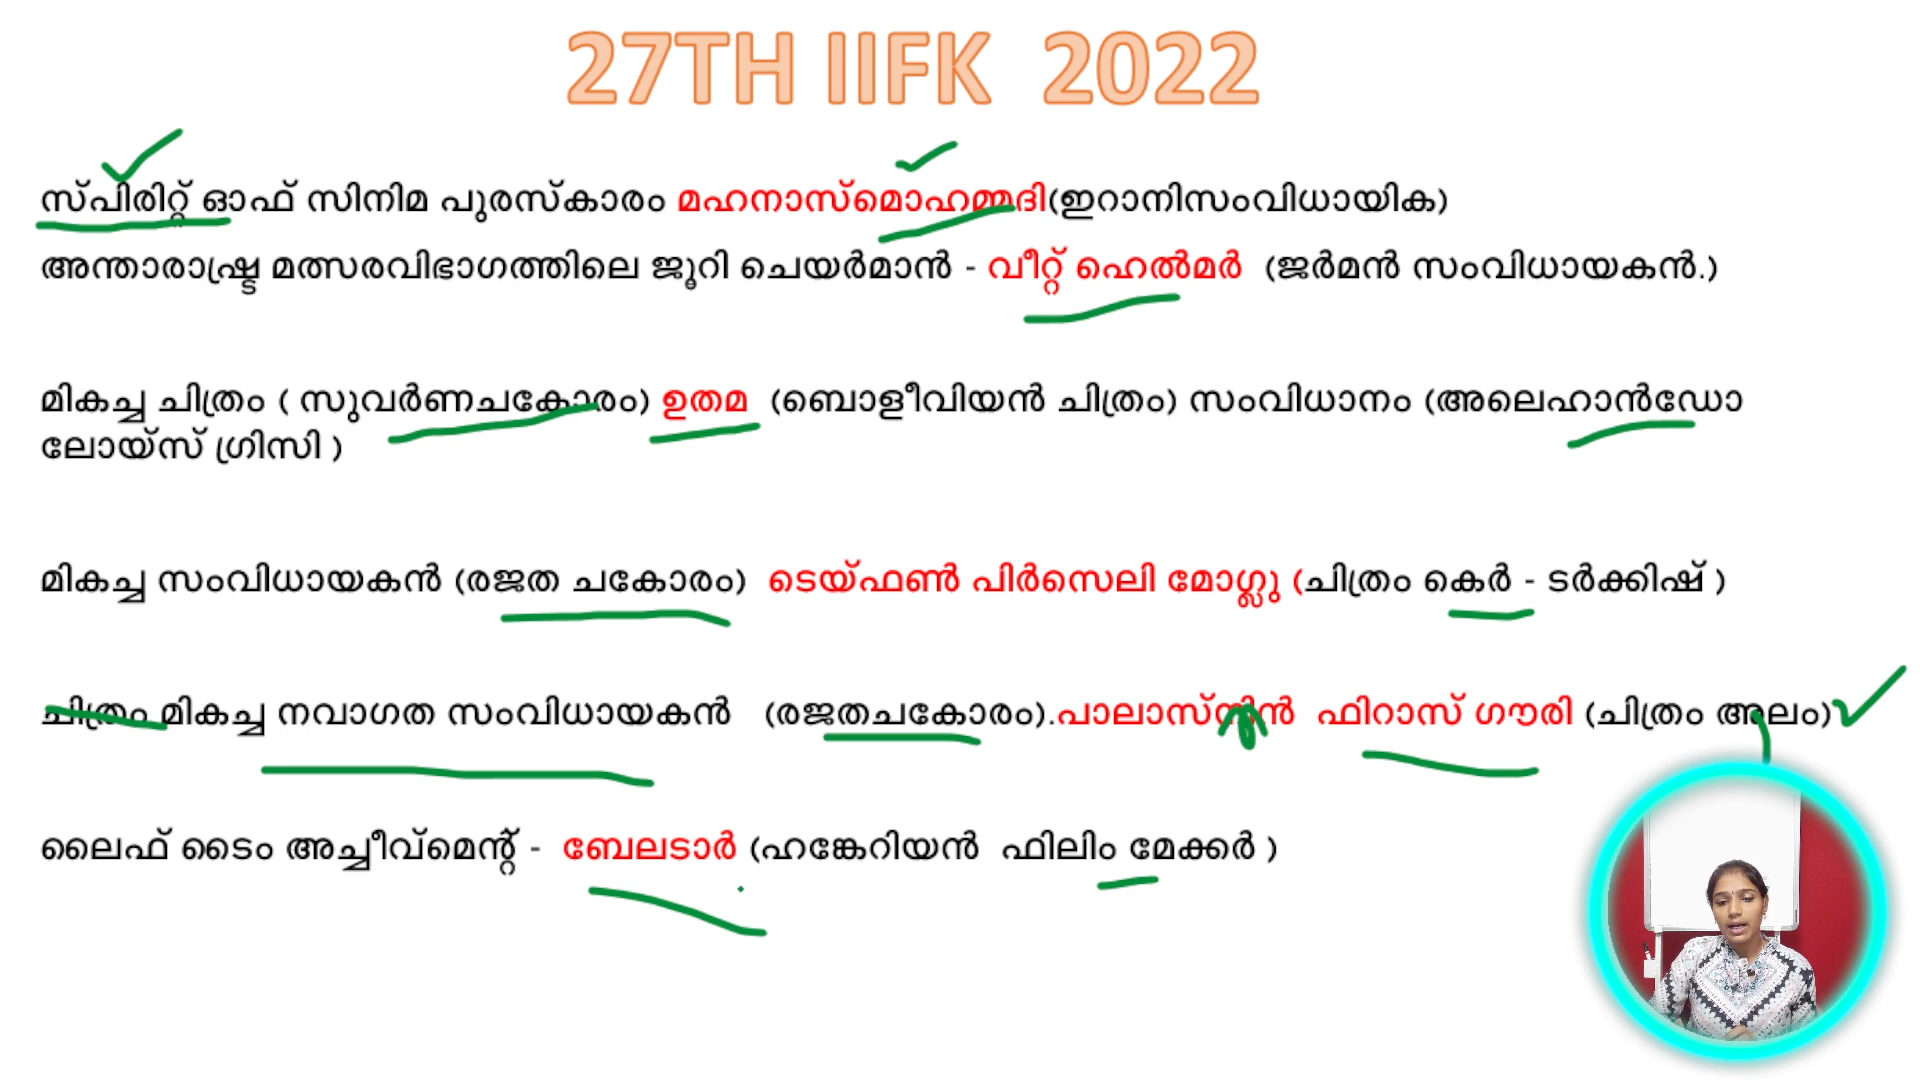 27TH IIFK 2022
സ്പിരിറ്റ് ഓഫ് സിനിമ പുരസ്കാരം മഹനാസ്മൊഹമ്മദി(ഇറാനിസംവിധായിക)
അന്താരാഷ്ട്ര മത്സരവിഭാഗത്തിലെ ജൂറി ചെയർമാൻ - വീറ്റ് ഹെൽമർ (ജർമൻ സംവിധായകൻ.)
മികച്ച ചിത്രം ( സുവർണചകോരം) ഉതമ (ബൊളീവിയൻ ചിത്രം) സംവിധാനം (അലെഹാൻഡോ
ലോയ്സ് ഗ്രിസി )
മികച്ച സംവിധായകൻ (രജത ചകോരം) ടെയ്ഫൺ പിർസെലി മോഗ്ലു (ചിത്രം കെർ - ടർക്കിഷ് )
ചിത്രം മികച്ച നവാഗത സംവിധായകൻ (രജതചകോരം). ഫിറാസ് ഗൗരി (ചിത്രം അലം)
ലൈഫ് ടൈം അച്ചീവ്മെന്റ് - ബേലടാർ (ഹങ്കേറിയൻ ഫിലിം മേക്കർ )